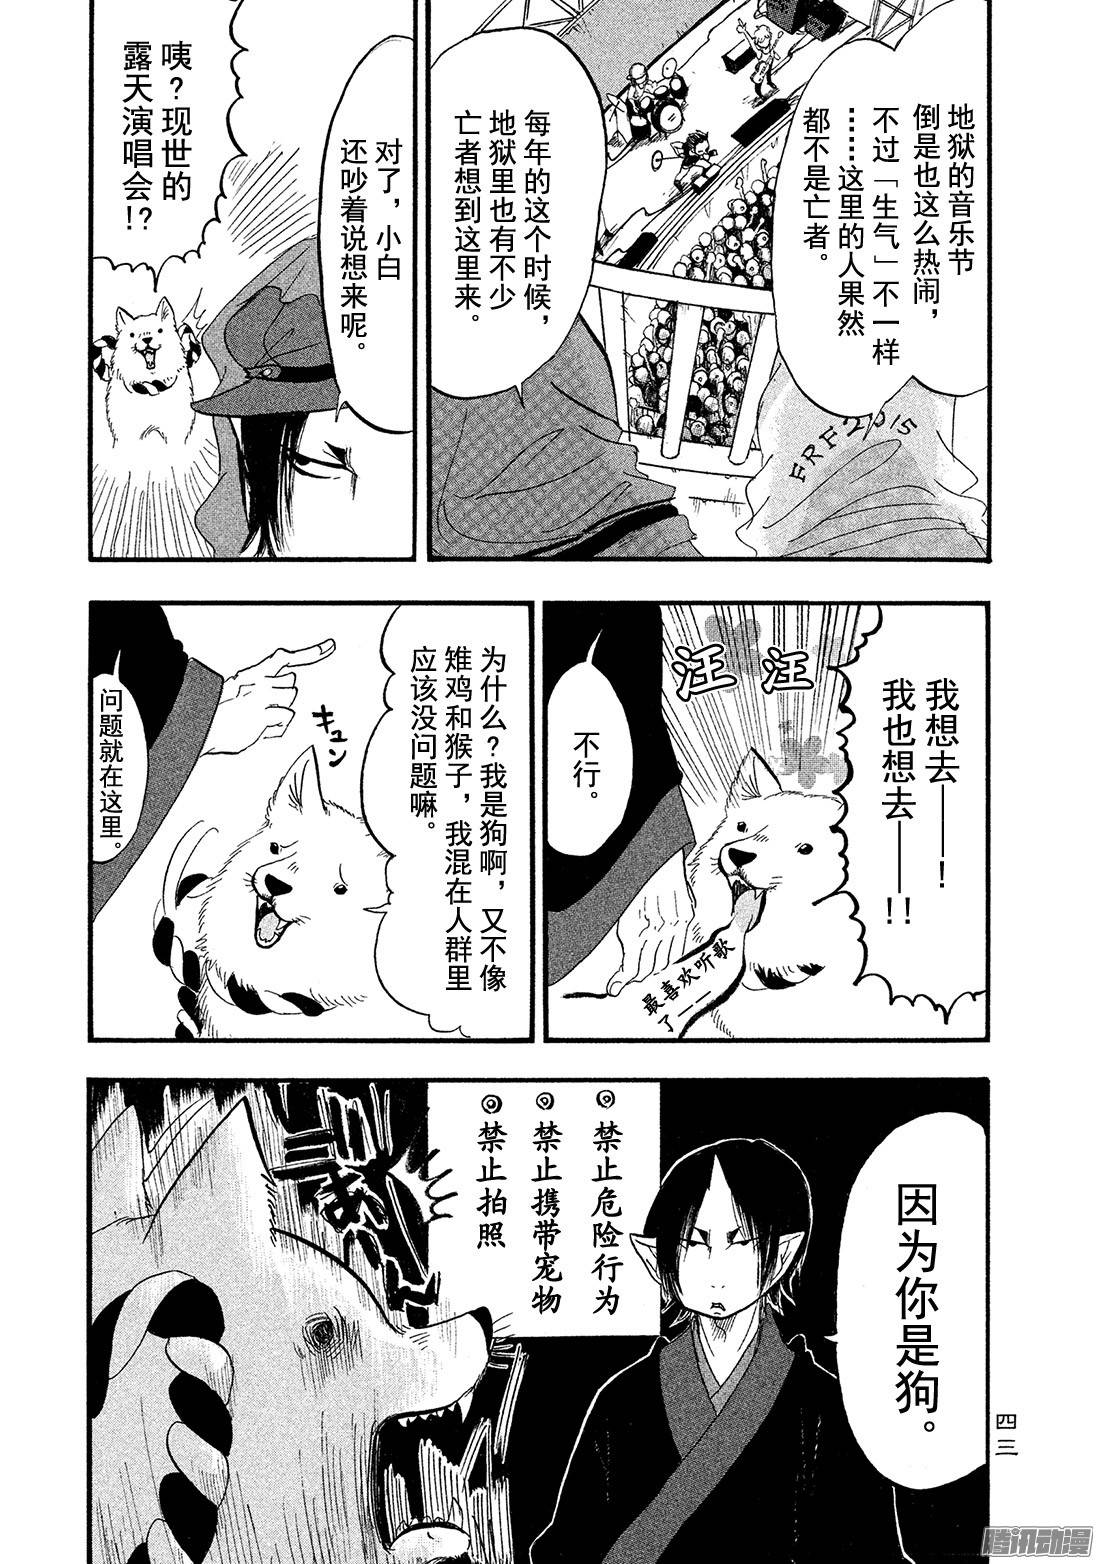 地狱的音乐节
倒是也这么热闹，
不过「生气」不一样
……这里的人果然
都不是亡者。
FRF2015
每年的这个时候，
地狱里也有不少
亡者想到这里来。
对了，小白
还吵着说想来呢。
咦？现世的
露天演唱会!?
我想去——！
我也想去——!!
汪 汪
不行。
最喜欢听歌
了——
为什么？我是狗啊，又不像
雉鸡和猴子，我混在人群里
应该没问题嘛。
キュン
问题就在这里。
因为你是狗。
◎禁止危险行为
◎禁止携带宠物
◎禁止拍照
四三
腾讯动漫